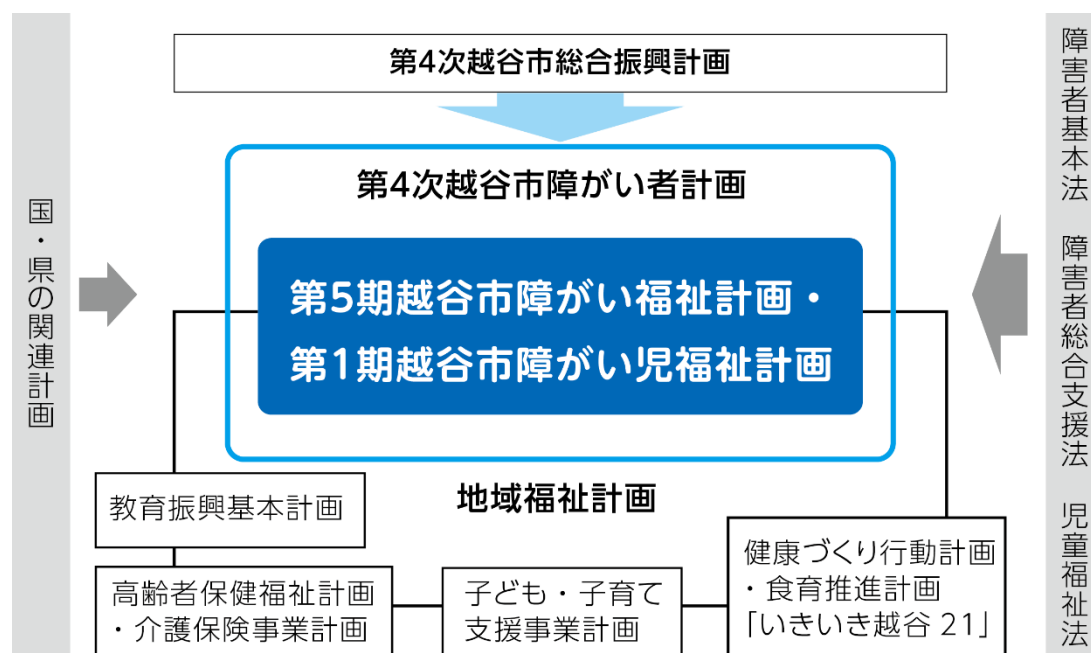 第4次越谷市総合振興計画
国・県の関連計画
第4次越谷市障がい者計画
第5期越谷市障がい福祉計画・
第1期越谷市障がい児福祉計画
障害者基本法 障害者総合支援法 児童福祉法
地域福祉計画
教育振興基本計画
高齢者保健福祉計画
・介護保険事業計画
子ども・子育て
支援事業計画
健康づくり行動計画
・食育推進計画
「いきいき越谷 21」